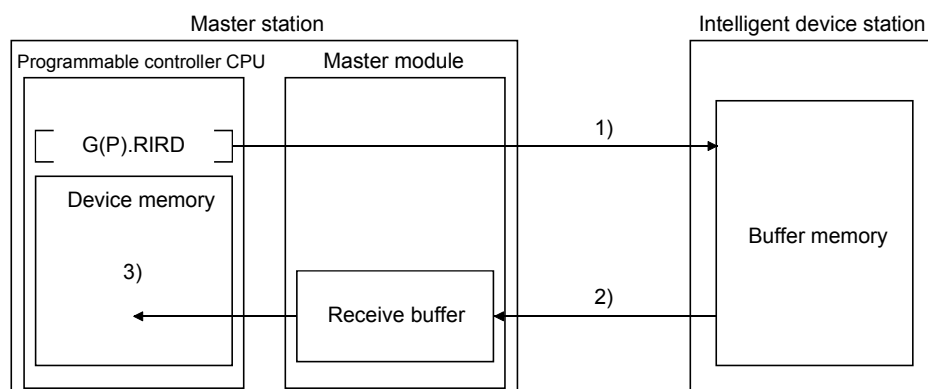 Master station
Intelligent device station
Programmable controller CPU
Master module
G(P).RIRD
1)
Device memory
Buffer memory
3)
2)
Receive buffer